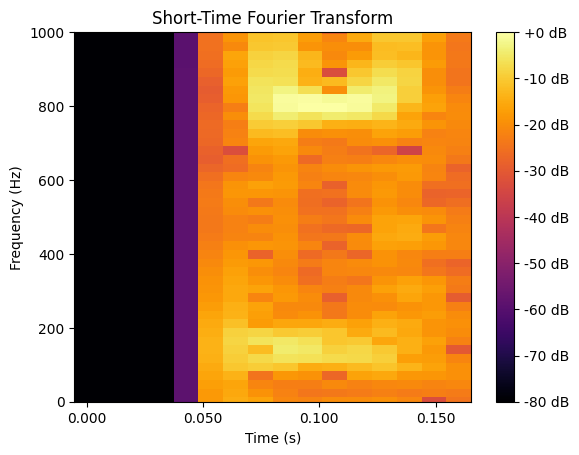 Short-Time Fourier Transform
1000
800
600
400
200
0
Frequency (Hz)
0.000
0.050
0.100
0.150
Time (s)
+0 dB
-10 dB
-20 dB
-30 dB
-40 dB
-50 dB
-60 dB
-70 dB
-80 dB